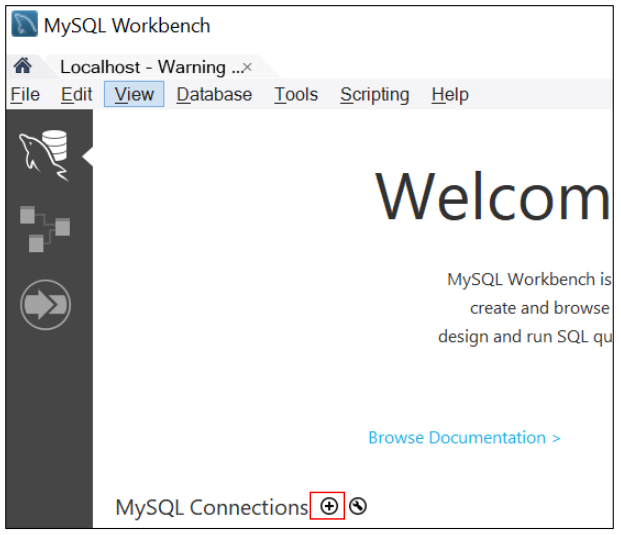 MySQL Workbench
Localhost - Warning ...×
File Edit View Database Tools Scripting Help
Welcom
MySQL Workbench is
create and browse
design and run SQL qu
Browse Documentation >
MySQL Connections